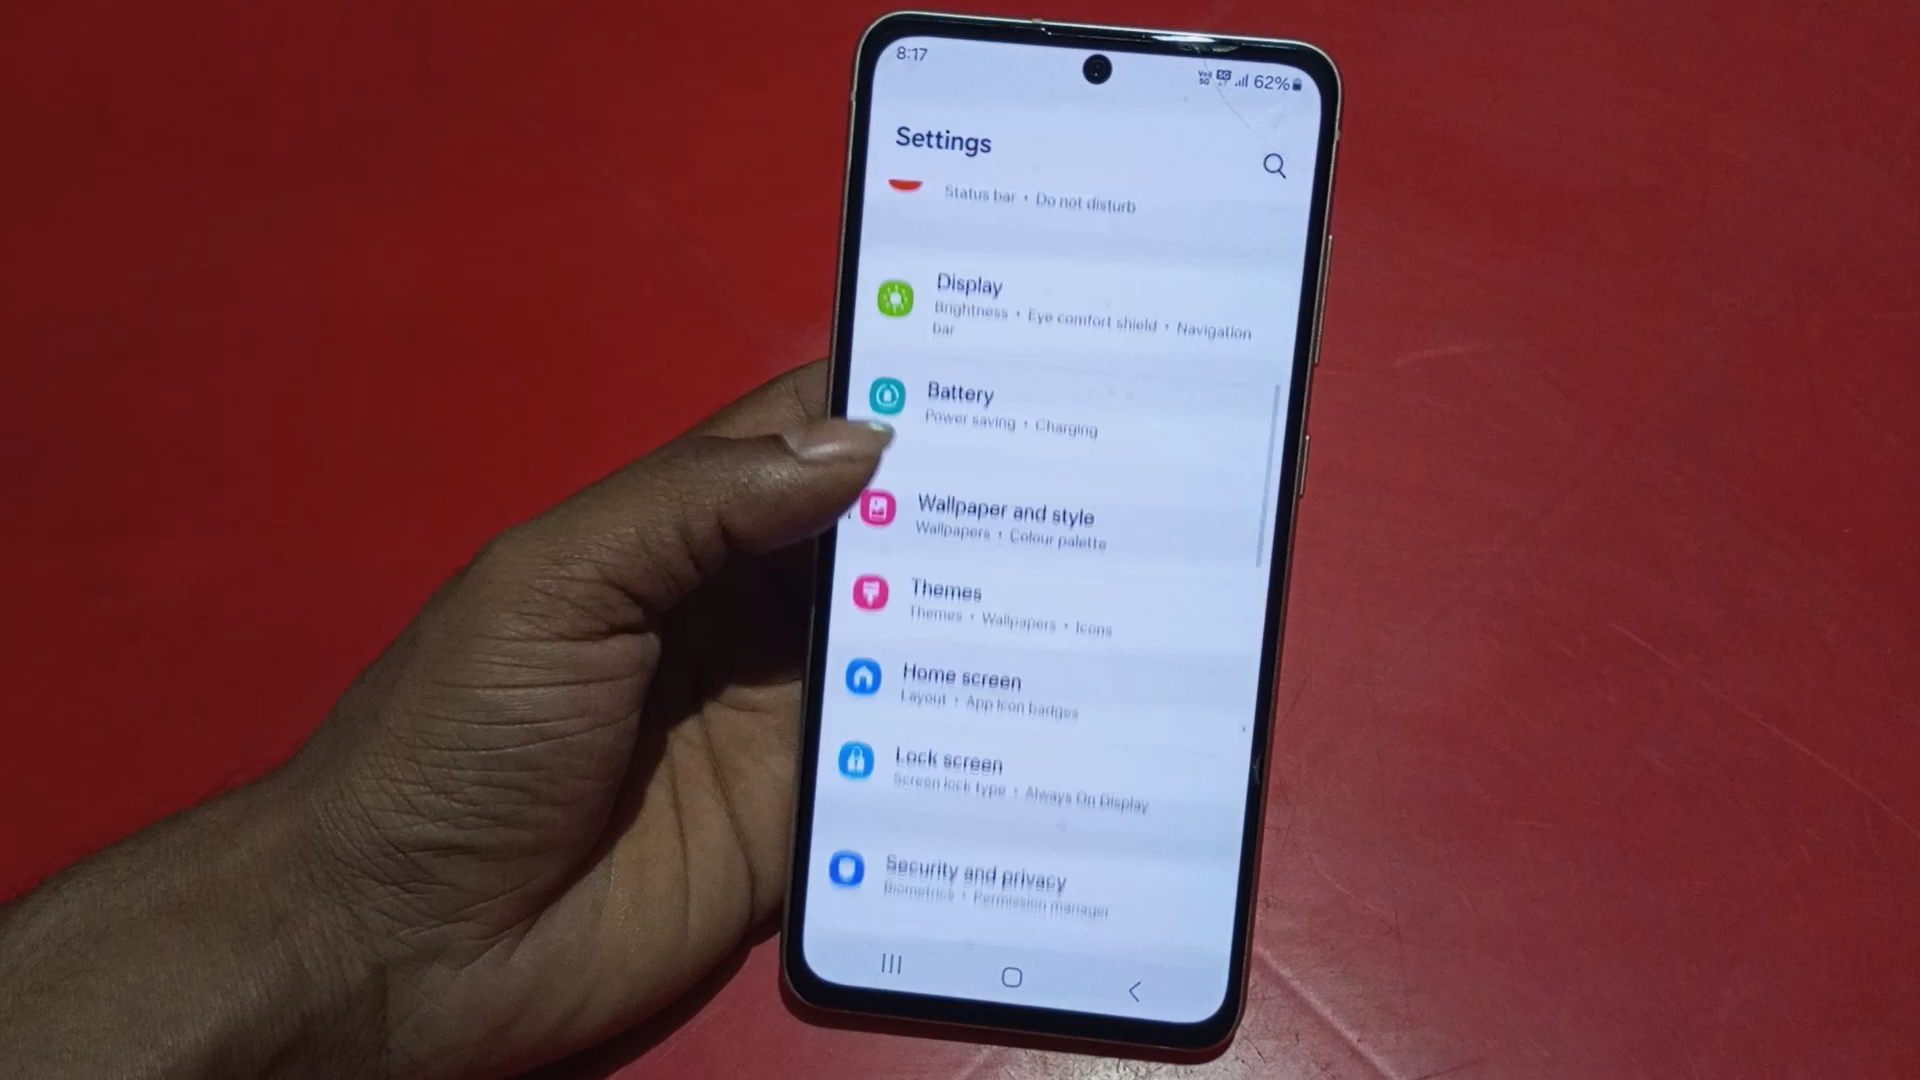 8:17
Vo5G 5G 62%
Settings
Status bar • Do not disturb
Display
Brightness • Eye comfort shield • Navigation
bar
Battery
Power saving • Charging
Wallpaper and style
Wallpapers • Colour palette
Themes
Themes • Wallpapers • Icons
Home screen
Layout • App icon badges
Lock screen
Screen lock type • Always On Display
Security and privacy
Biometrics • Permission manager